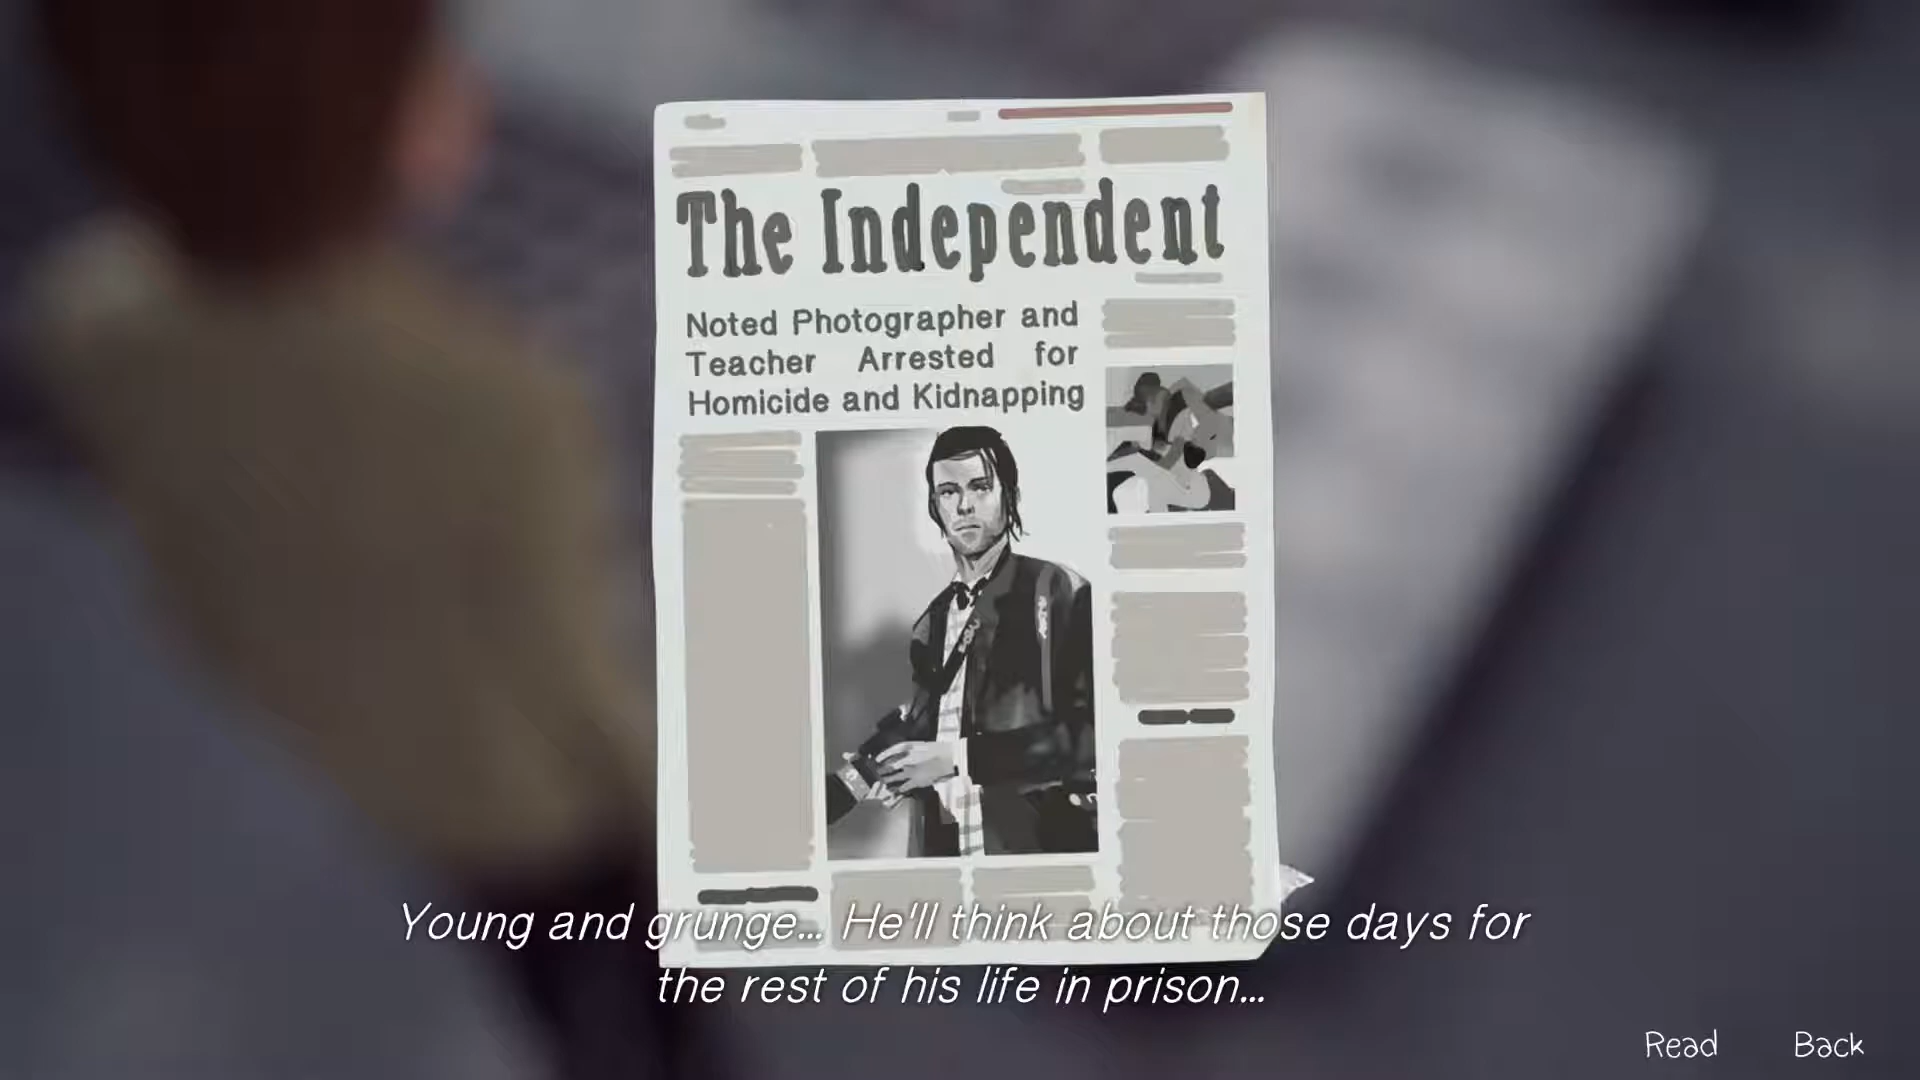 The Independent
Noted Photographer and
Teacher Arrested for
Homicide and Kidnapping
Young and grunge... He'll think about those days for
the rest of his life in prison...
Read Back